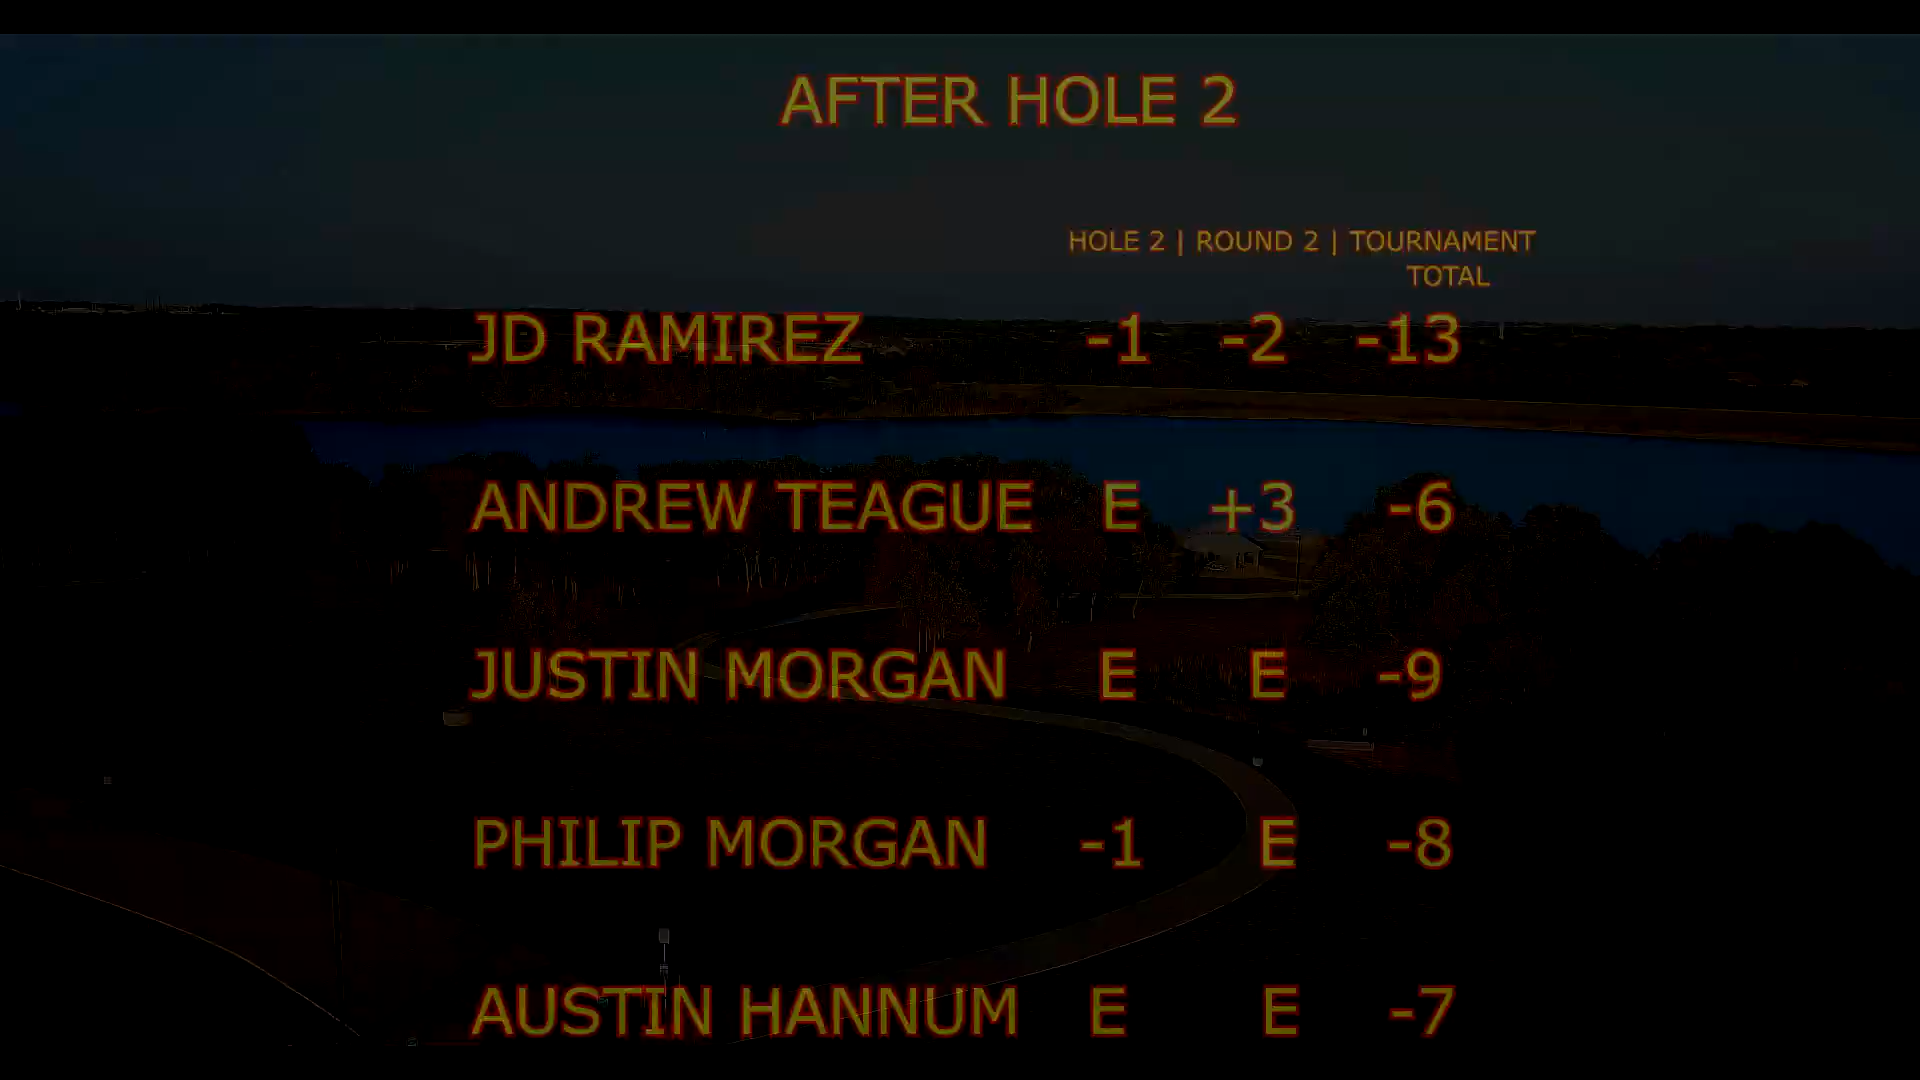 AFTER HOLE 2
HOLE 2 | ROUND 2 | TOURNAMENT
TOTAL
JD RAMIREZ -1 -2 -13
ANDREW TEAGUE E +3 -6
JUSTIN MORGAN E E -9
PHILIP MORGAN -1 E -8
AUSTIN HANNUM E E -7